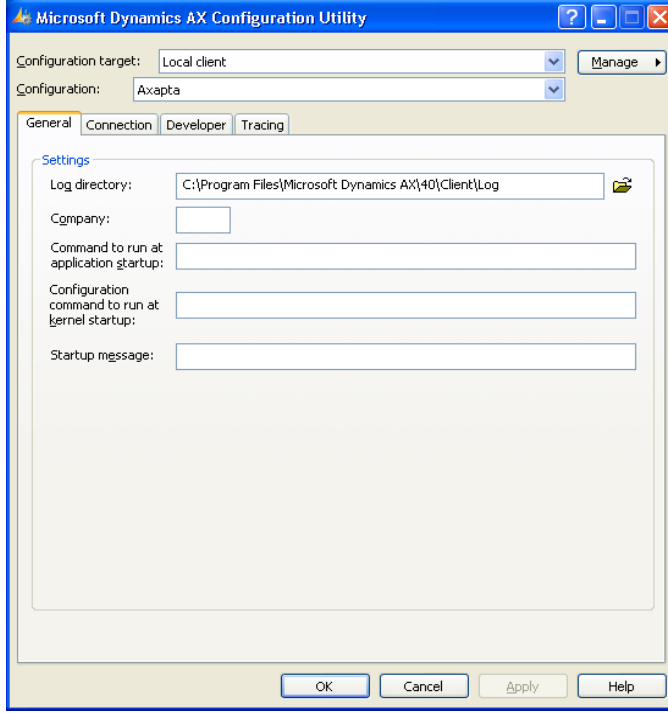 Microsoft Dynamics AX Configuration Utility
Configuration target: Local client Manage
Configuration: Axapta
General Connection Developer Tracing
Settings
Log directory: C:\Program Files\Microsoft Dynamics AX\40\Client\Log
Company:
Command to run at
application startup:
Configuration
command to run at
kernel startup:
Startup message:
OK Cancel Apply Help